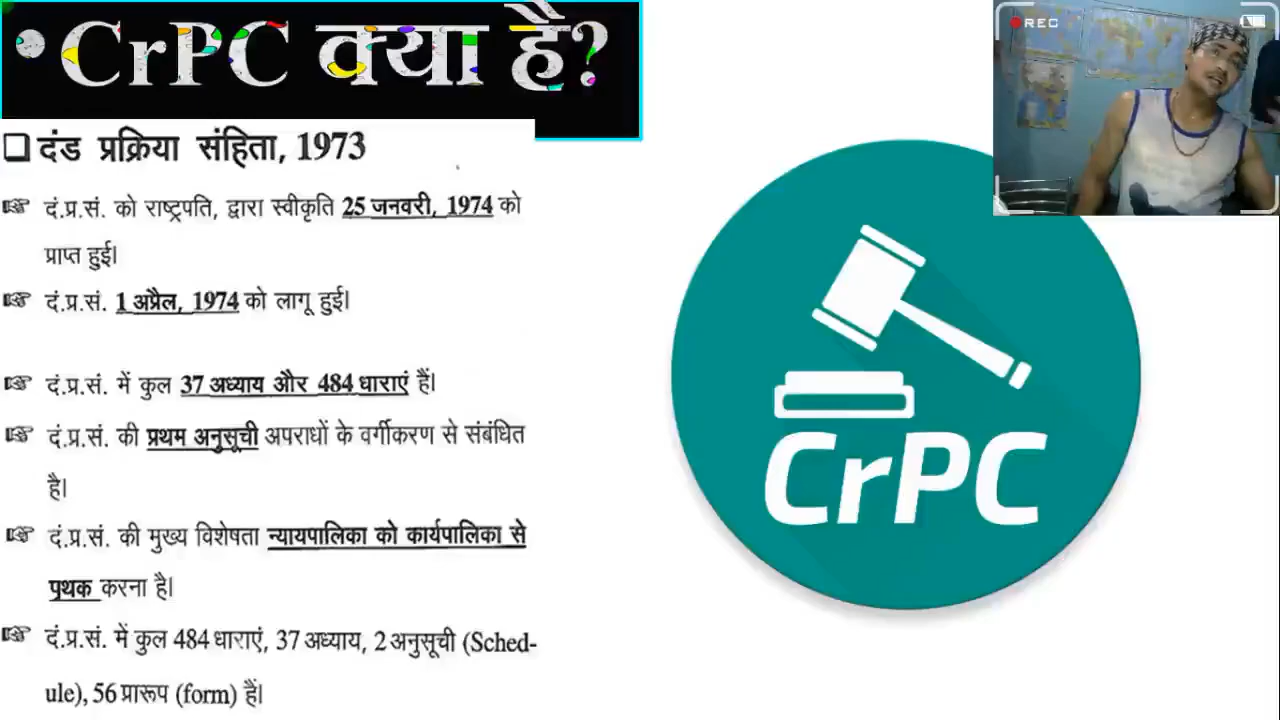 •CrPC क्या है?
REC
❑ दंड प्रक्रिया संहिता, 1973
☞ दं.प्र.सं. को राष्ट्रपति, द्वारा स्वीकृति 25 जनवरी, 1974 को
प्राप्त हुई।
☞ दं.प्र.सं. 1 अप्रैल, 1974 को लागू हुई।
☞ दं.प्र.सं. में कुल 37 अध्याय और 484 धाराएं हैं।
☞ दं.प्र.सं. की प्रथम अनुसूची अपराधों के वर्गीकरण से संबंधित
है।
☞ दं.प्र.सं. की मुख्य विशेषता न्यायपालिका को कार्यपालिका से
पृथक करना है।
☞ दं.प्र.सं. में कुल 484 धाराएं, 37 अध्याय, 2 अनुसूची (Sched-
ule), 56 प्रारूप (form) हैं।
CrPC